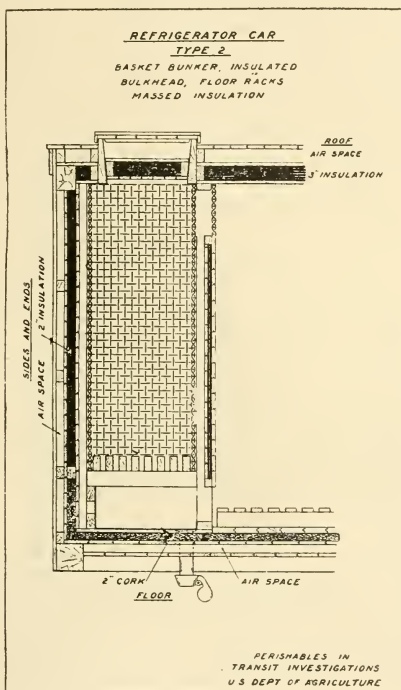 REFRIGERATOR CAR
TYPE 2
BASKET BUNKER, INSULATED
BULKHEAD, FLOOR RACKS
MASSED INSULATION
ROOF
AIR SPACE
3" INSULATION
SIDES AND ENDS
AIR SPACE 2" INSULATION
2" CORK
AIR SPACE
FLOOR
PERISHABLES IN
TRANSIT INVESTIGATIONS
U S DEPT OF AGRICULTURE